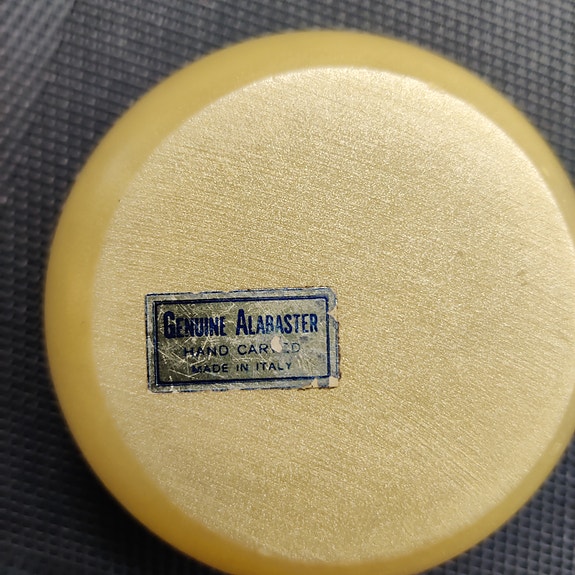 GENUINE ALABASTER
HAND CARVED
MADE IN ITALY